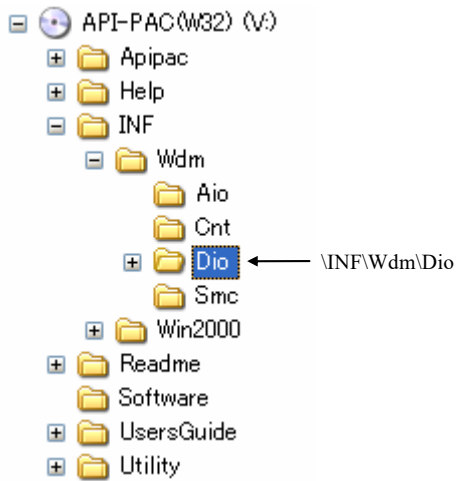 API-PAC(W32) (V:)
Apipac
Help
INF
Wdm
Aio
Cnt
Dio
\INF\Wdm\Dio
Smc
Win2000
Readme
Software
UsersGuide
Utility